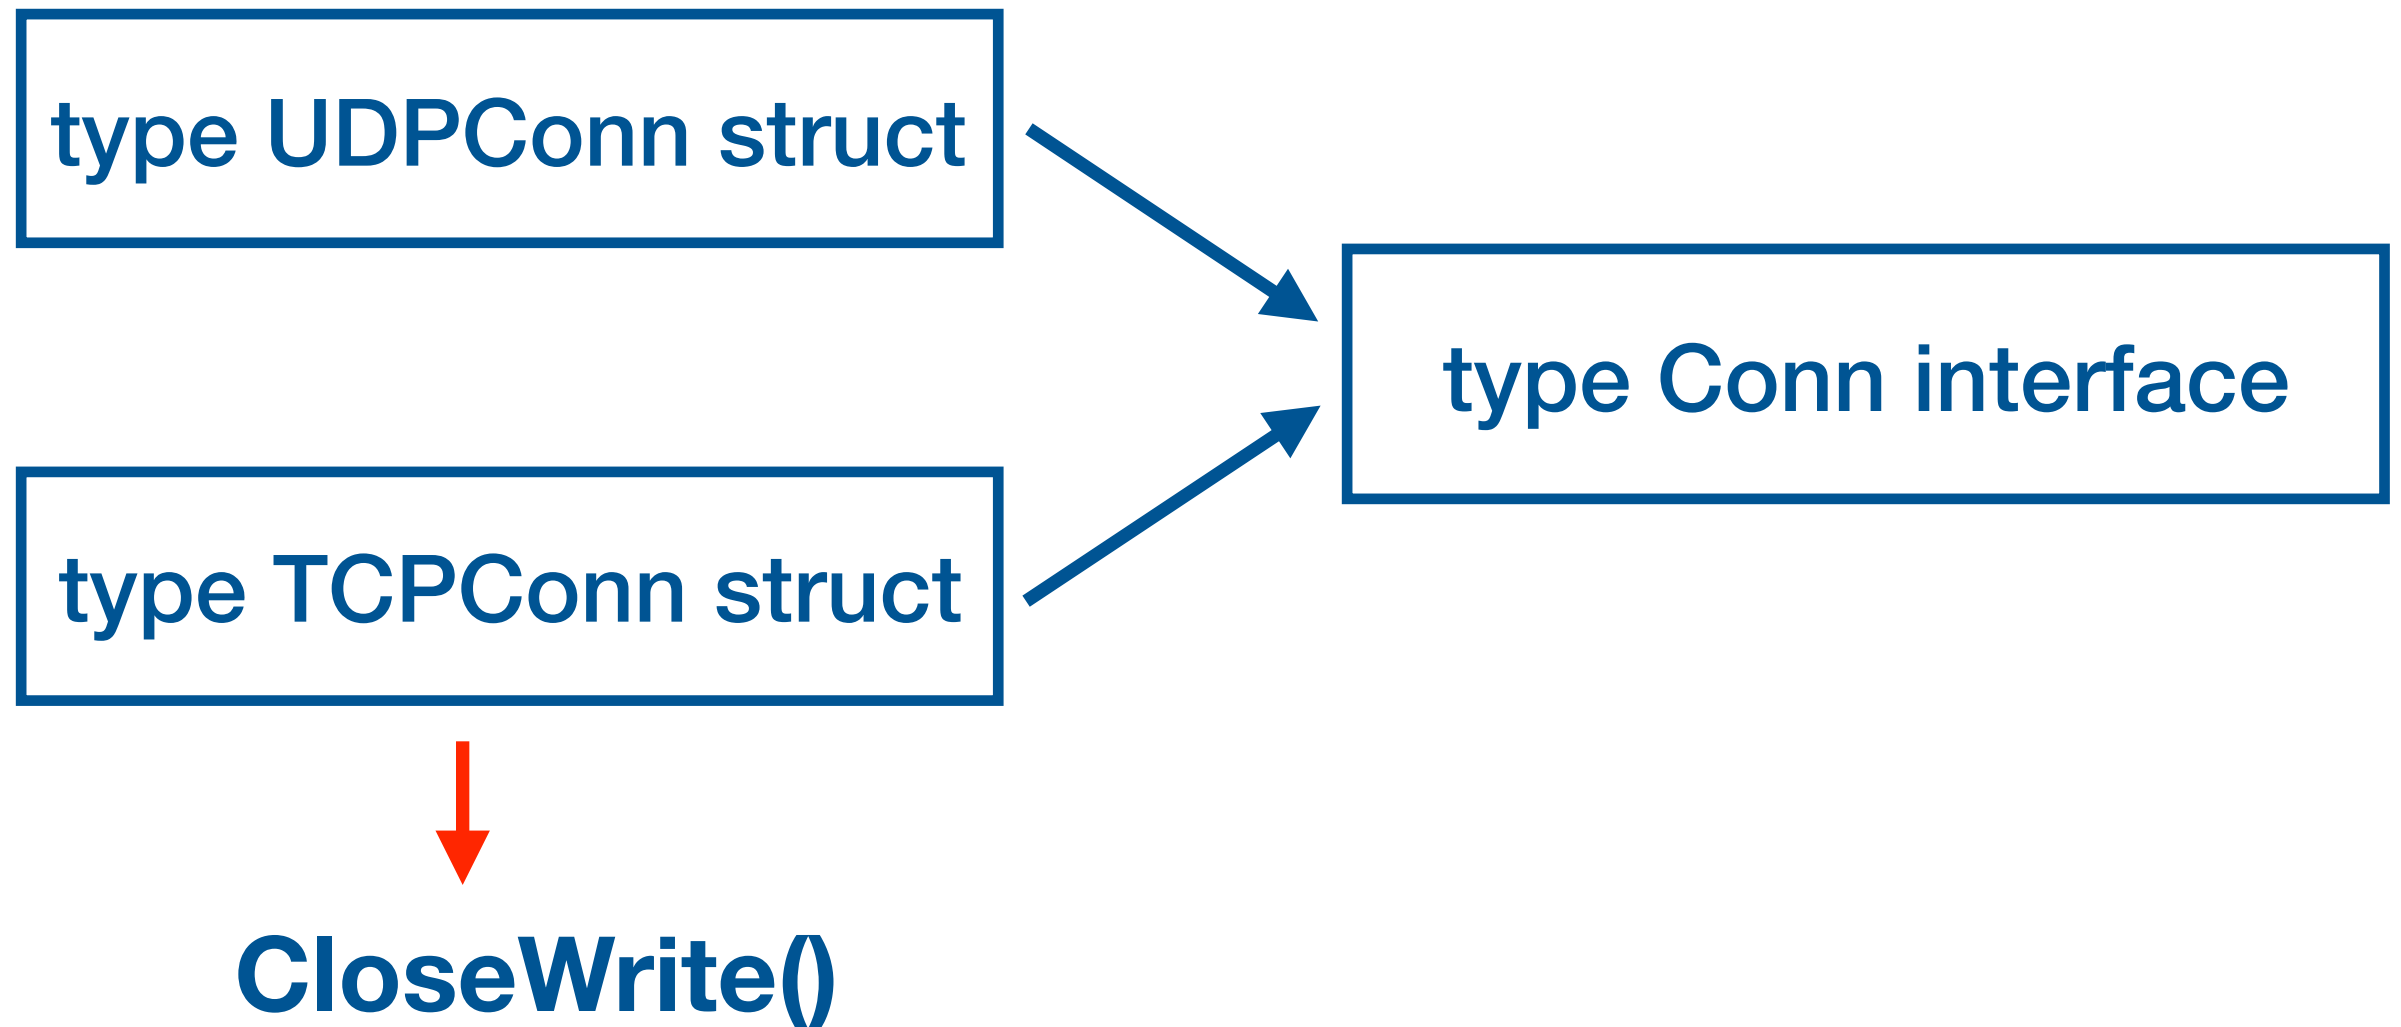 type UDPConn struct
type Conn interface
type TCPConn struct
CloseWrite()